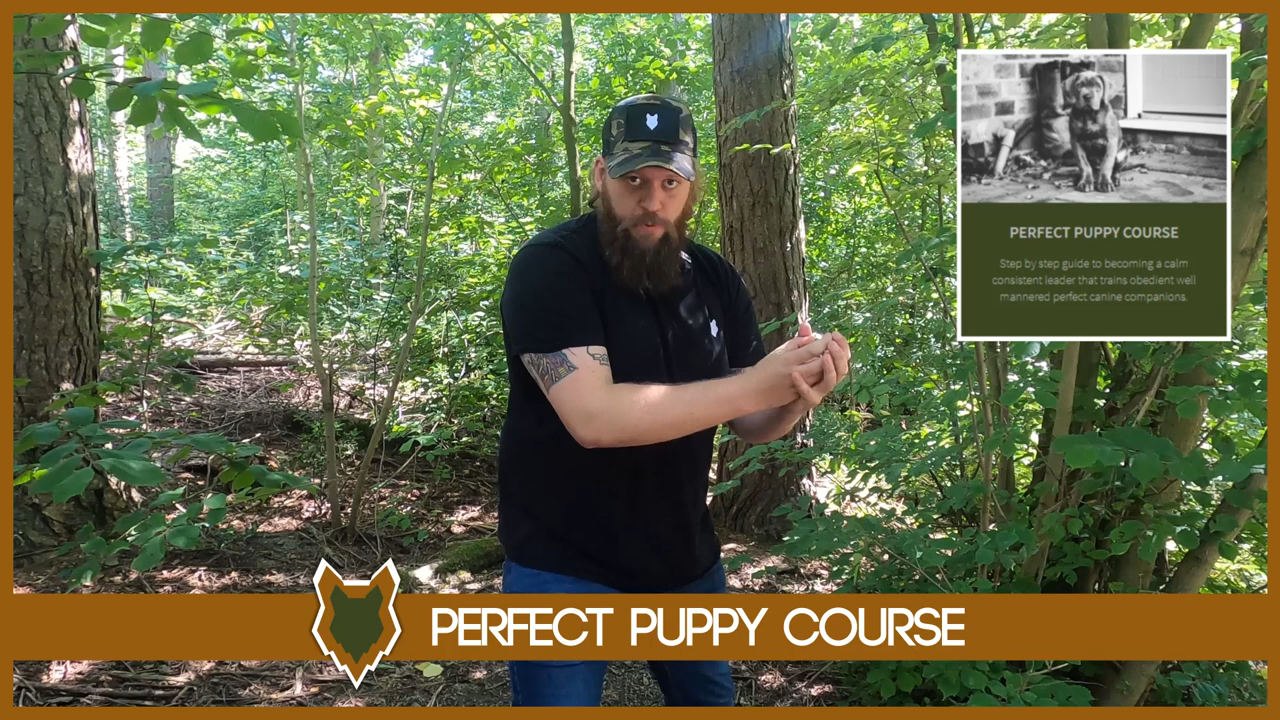 PERFECT PUPPY COURSE
Step by step guide to becoming a calm
consistent leader that trains obedient well
mannered perfect canine companions.
PERFECT PUPPY COURSE